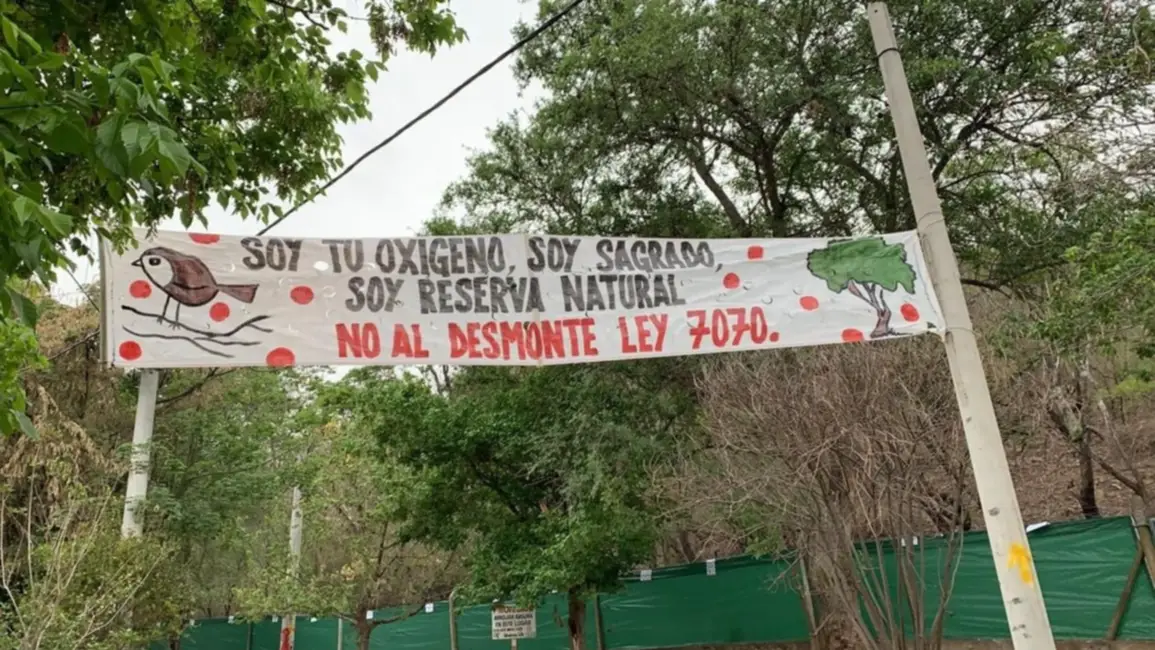 SOY TU OXIGENO, SOY SAGRADO,
SOY RESERVA NATURAL
NO AL DESMONTE LEY 7070.